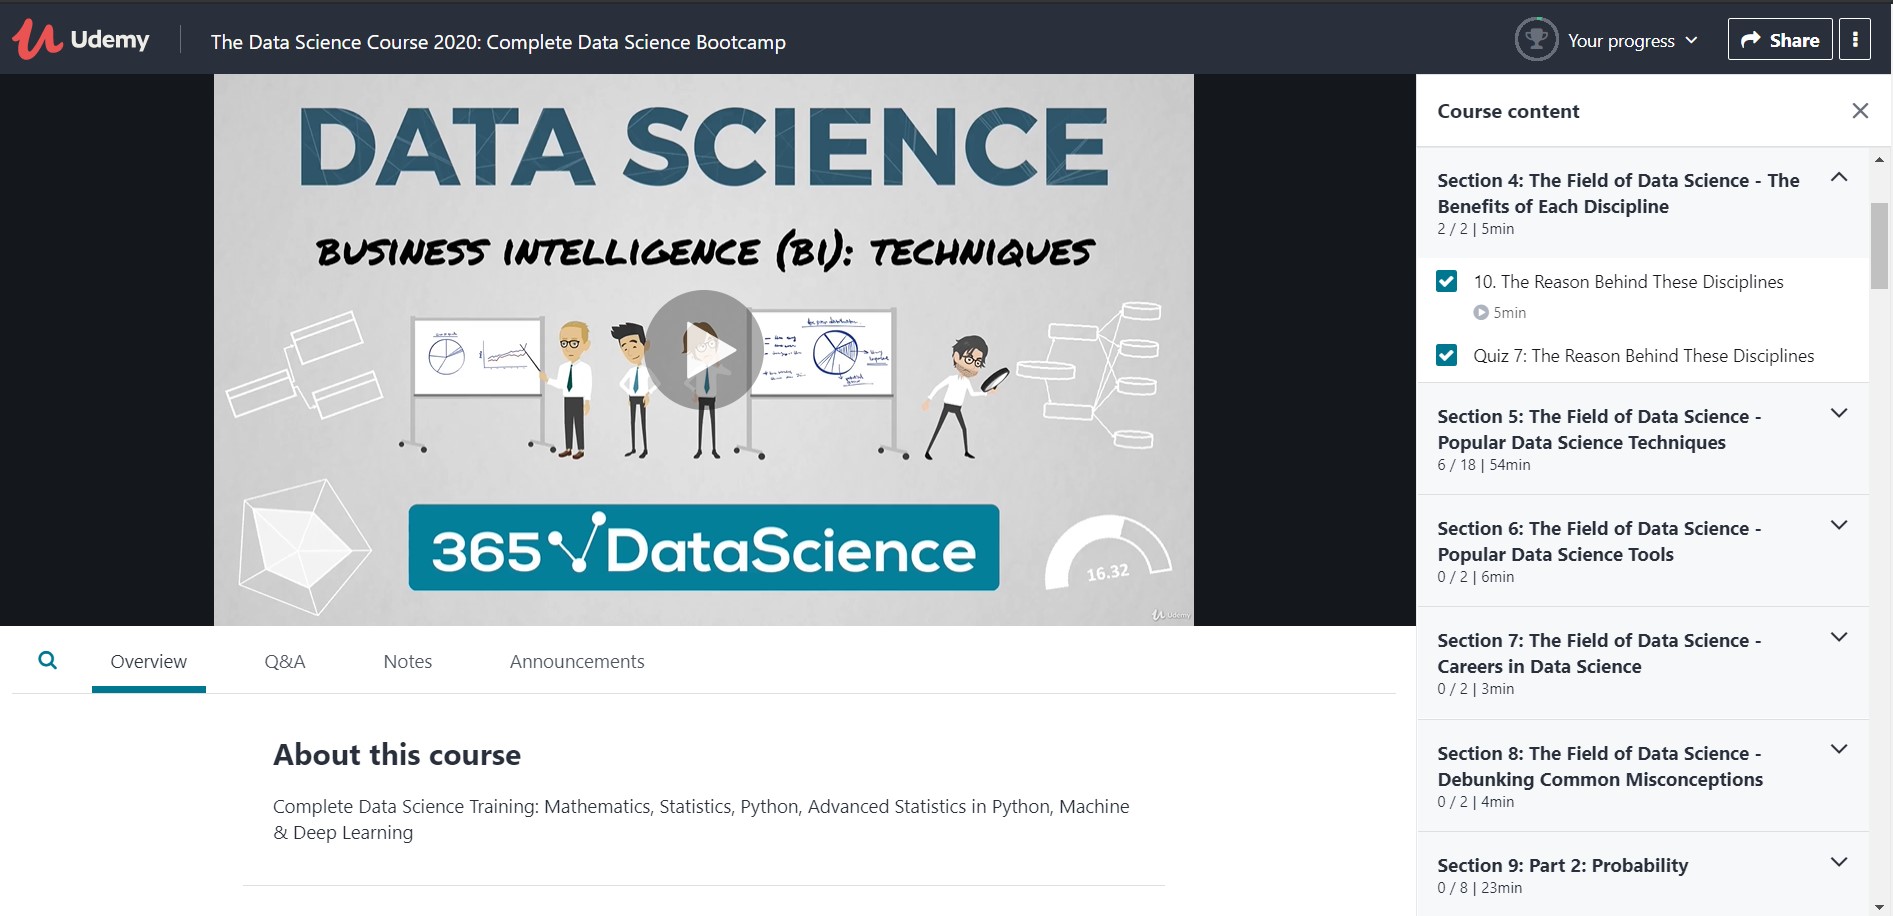 Udemy
The Data Science Course 2020: Complete Data Science Bootcamp
Your progress
Share
DATA SCIENCE
BUSINESS INTELLIGENCE (BI): TECHNIQUES
365 DataScience
16.32
Udemy
Overview
Q&A
Notes
Announcements
About this course
Complete Data Science Training: Mathematics, Statistics, Python, Advanced Statistics in Python, Machine
& Deep Learning
Course content
Section 4: The Field of Data Science - The
Benefits of Each Discipline
2 / 2 | 5min
10. The Reason Behind These Disciplines
5min
Quiz 7: The Reason Behind These Disciplines
Section 5: The Field of Data Science -
Popular Data Science Techniques
6 / 18 | 54min
Section 6: The Field of Data Science -
Popular Data Science Tools
0 / 2 | 6min
Section 7: The Field of Data Science -
Careers in Data Science
0 / 2 | 3min
Section 8: The Field of Data Science -
Debunking Common Misconceptions
0 / 2 | 4min
Section 9: Part 2: Probability
0 / 8 | 23min